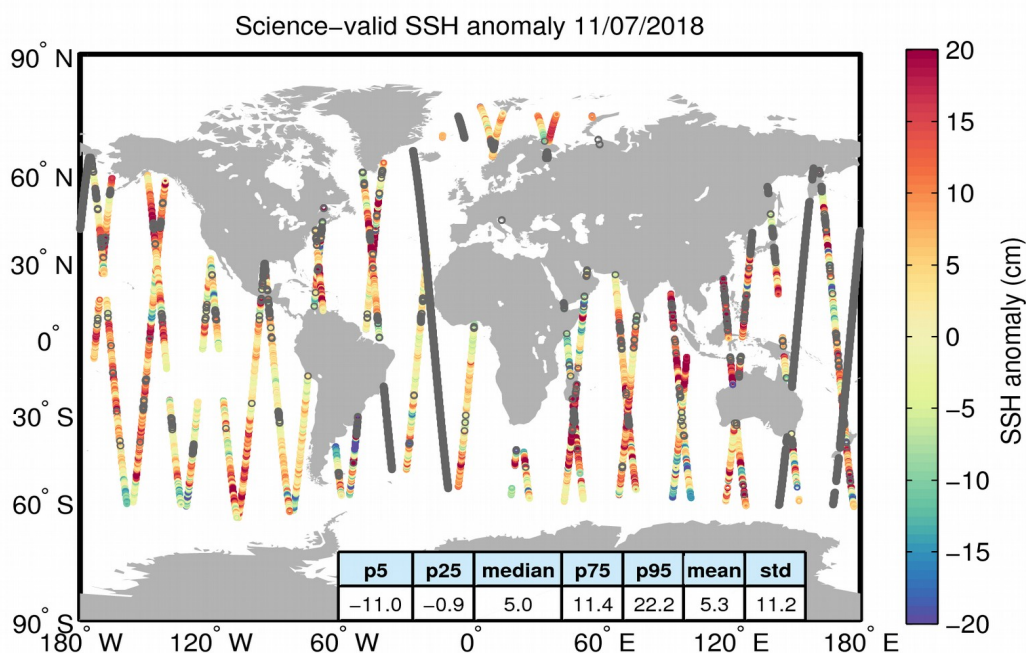 Science−valid SSH anomaly 11/07/2018
90° N
60° N
30° N
0°
30° S
60° S
90° S
180° W
120° W
60° W
0°
60° E
120° E
180° E
p5 p25 median p75 p95 mean std
−11.0 −0.9 5.0 11.4 22.2 5.3 11.2
20
15
10
5
0
−5
−10
−15
−20
SSH anomaly (cm)